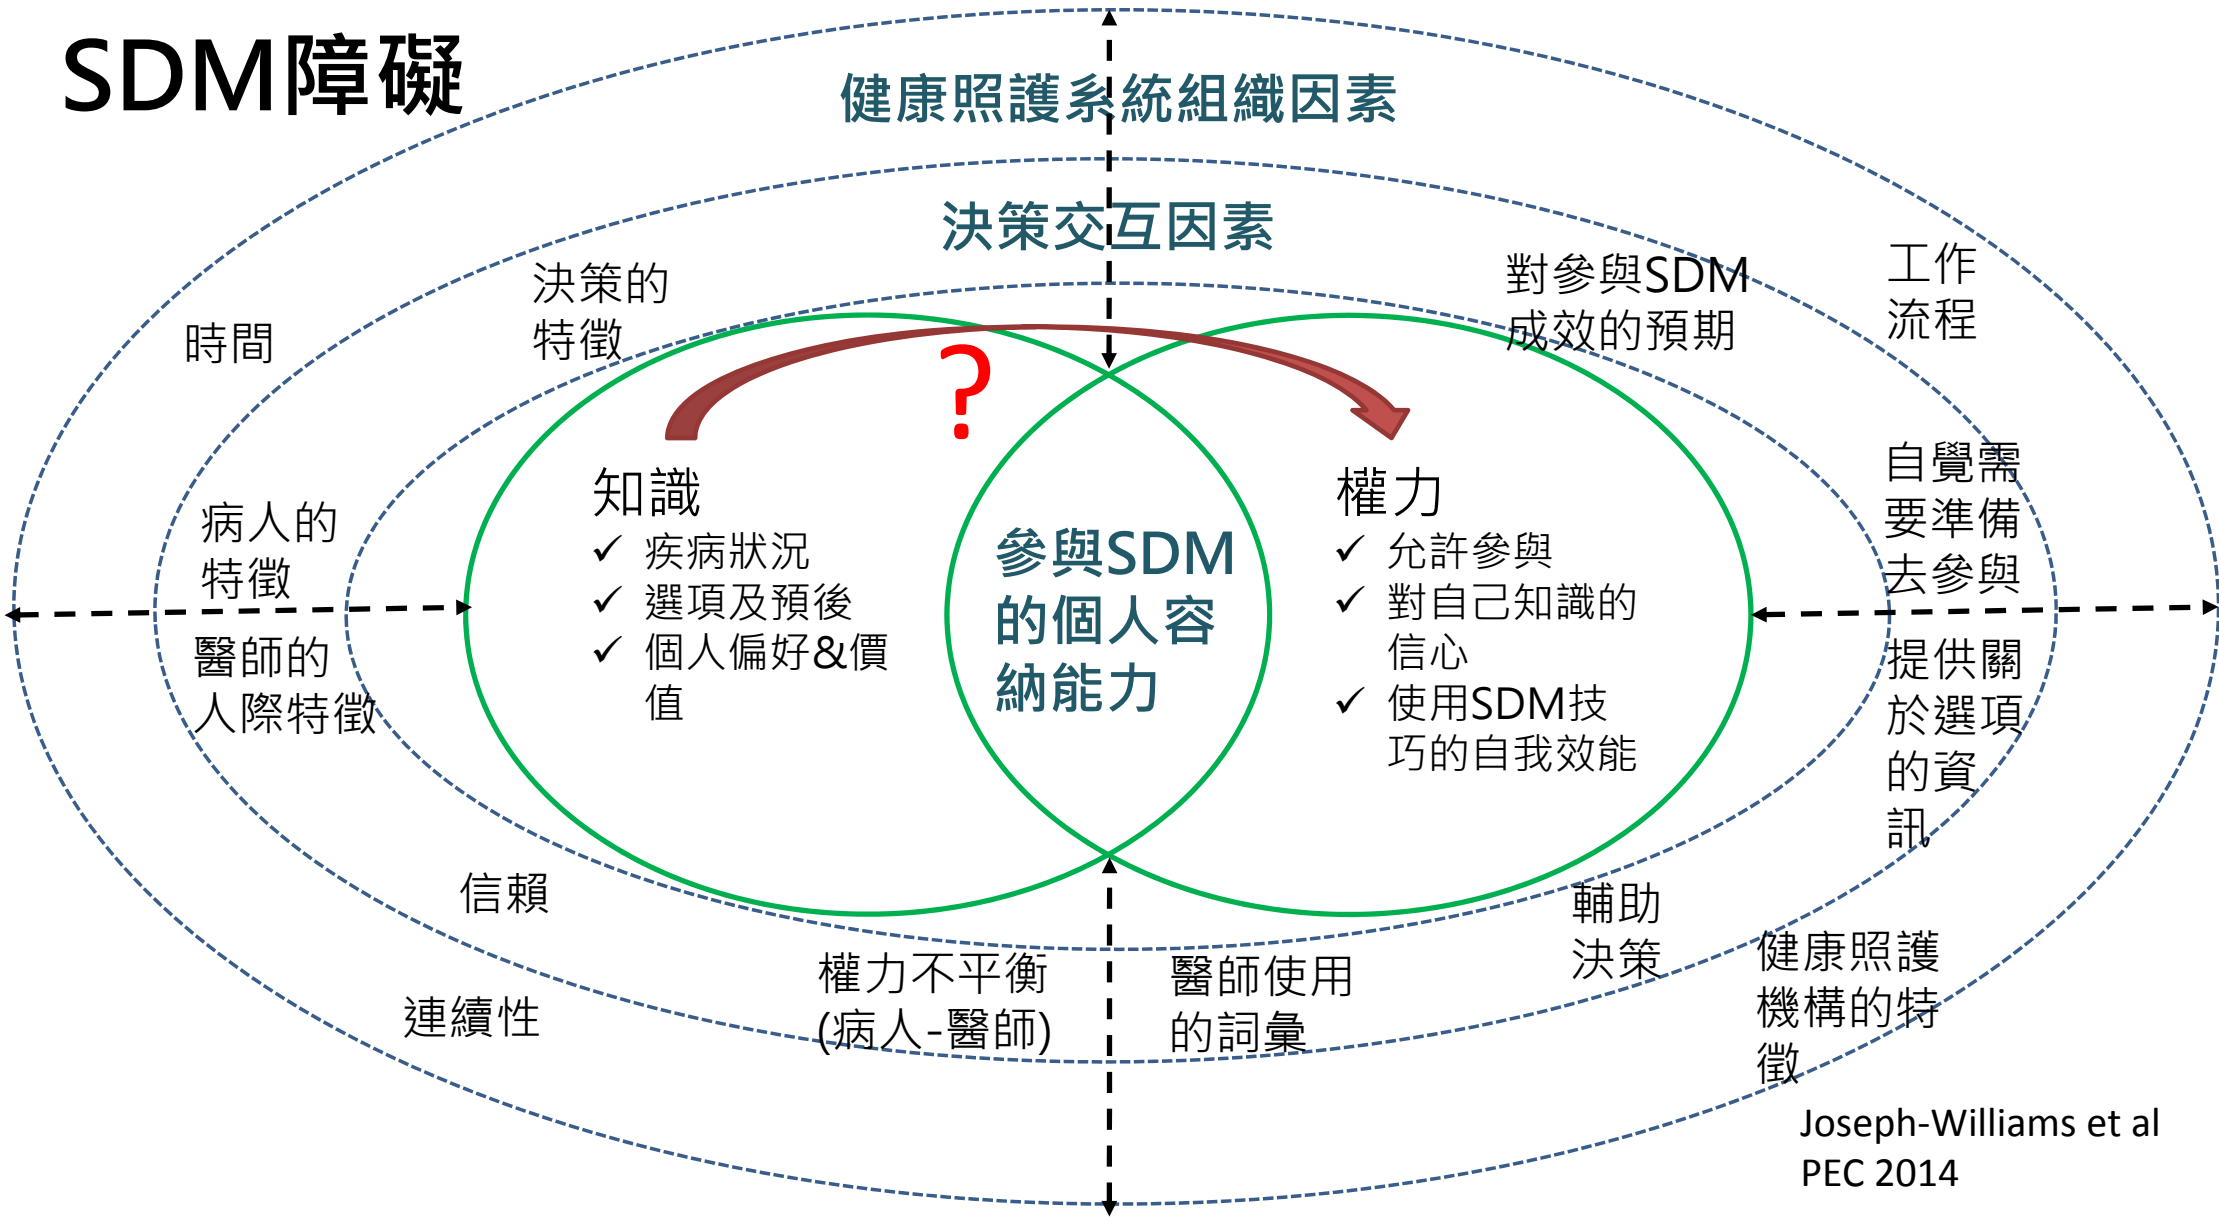 SDM障礙
健康照護系統組織因素
決策交互因素
決策的
特徵
對參與SDM
成效的預期
工作
流程
時間
?
知識
✓ 疾病狀況
✓ 選項及預後
✓ 個人偏好&價
值
參與SDM
的個人容
納能力
權力
✓ 允許參與
✓ 對自己知識的
信心
✓ 使用SDM技
巧的自我效能
病人的
特徵
醫師的
人際特徵
自覺需
要準備
去參與
提供關
於選項
的資
訊
信賴
連續性
權力不平衡
(病人-醫師)
醫師使用
的詞彙
輔助
決策
健康照護
機構的特
徵
Joseph-Williams et al
PEC 2014